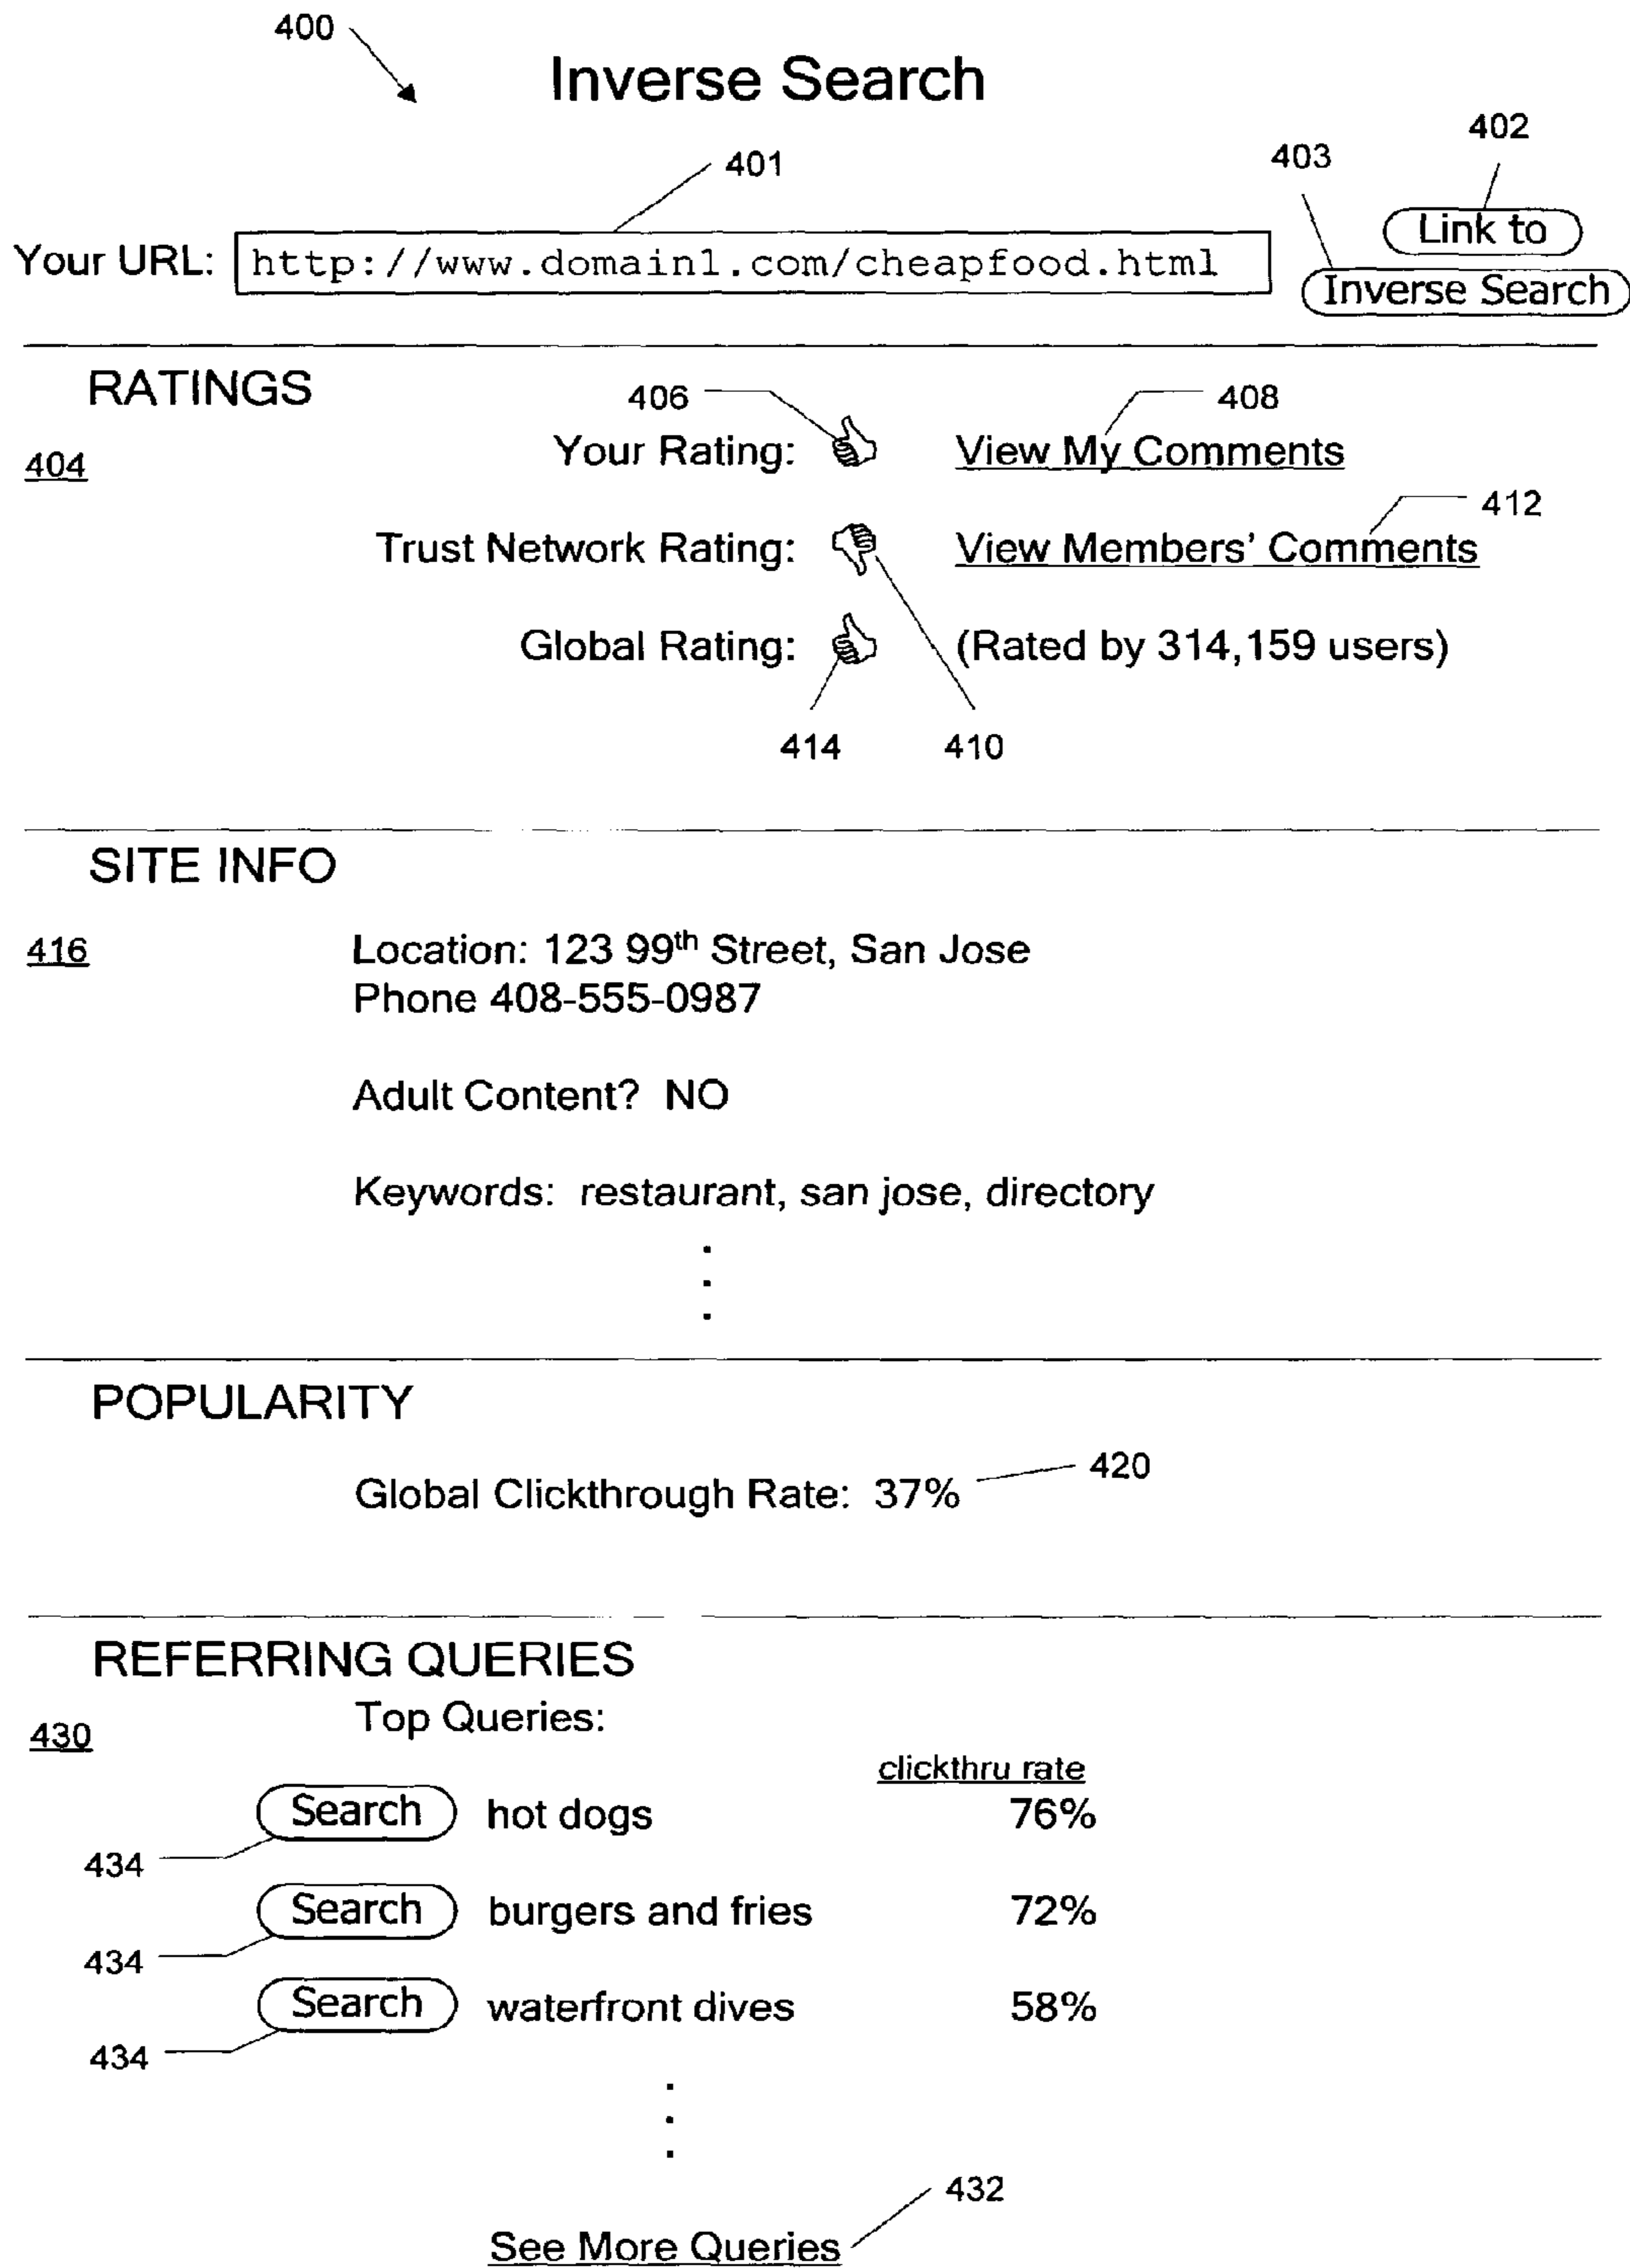 400
Inverse Search
402
403
401
Link to
Your URL: http://www.domain1.com/cheapfood.html
Inverse Search
RATINGS
406 408
Your Rating: View My Comments
404
412
Trust Network Rating: View Members' Comments
Global Rating: (Rated by 314,159 users)
414 410
SITE INFO
416 Location: 123 99th Street, San Jose
Phone 408-555-0987
Adult Content? NO
Keywords: restaurant, san jose, directory
.
.
.
POPULARITY
420
Global Clickthrough Rate: 37%
REFERRING QUERIES
430 Top Queries:
clickthru rate
Search hot dogs 76%
434
Search burgers and fries 72%
434
Search waterfront dives 58%
434
.
.
.
432
See More Queries